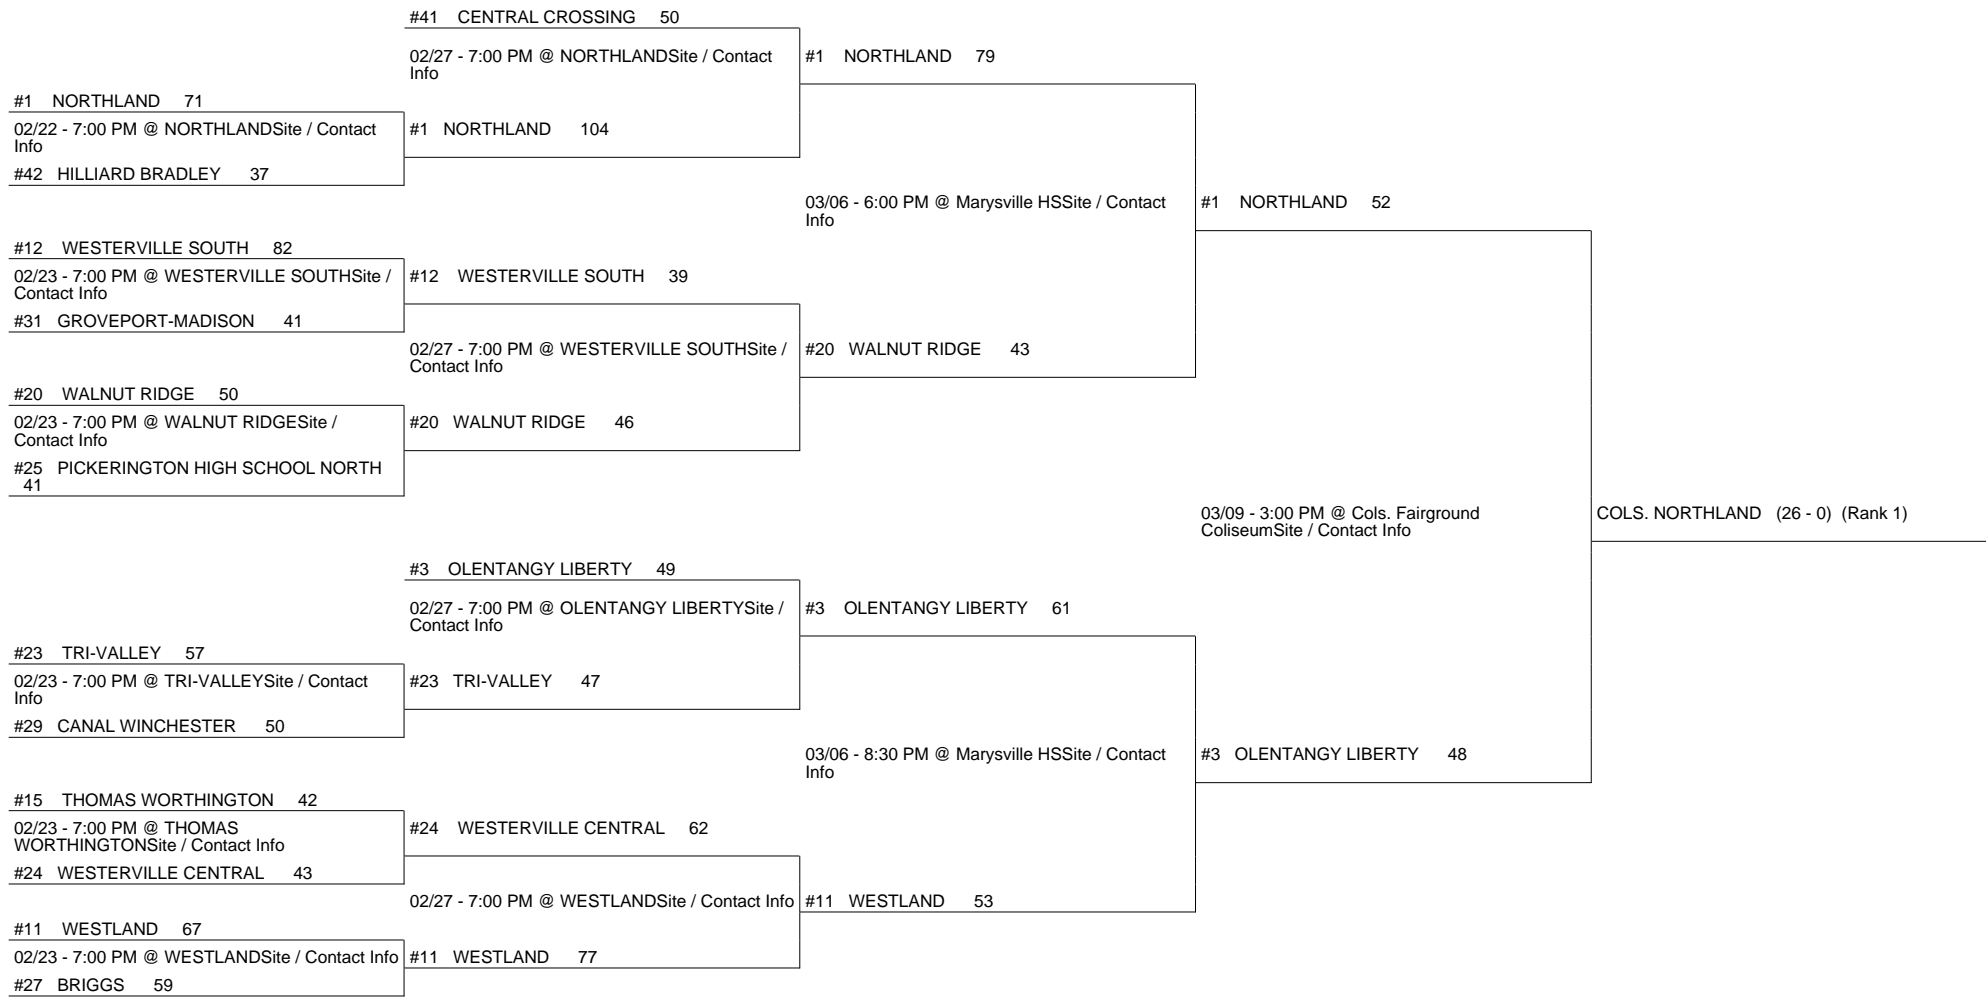 #41 CENTRAL CROSSING 50
02/27 - 7:00 PM @ NORTHLANDSite / Contact
Info
#1 NORTHLAND 79
#1 NORTHLAND 71
02/22 - 7:00 PM @ NORTHLANDSite / Contact
Info
#1 NORTHLAND 104
#42 HILLIARD BRADLEY 37
03/06 - 6:00 PM @ Marysville HSSite / Contact
Info
#1 NORTHLAND 52
#12 WESTERVILLE SOUTH 82
02/23 - 7:00 PM @ WESTERVILLE SOUTHSite /
Contact Info
#12 WESTERVILLE SOUTH 39
#31 GROVEPORT-MADISON 41
02/27 - 7:00 PM @ WESTERVILLE SOUTHSite /
Contact Info
#20 WALNUT RIDGE 43
#20 WALNUT RIDGE 50
02/23 - 7:00 PM @ WALNUT RIDGESite /
Contact Info
#20 WALNUT RIDGE 46
#25 PICKERINGTON HIGH SCHOOL NORTH
41
03/09 - 3:00 PM @ Cols. Fairground
ColiseumSite / Contact Info
COLS. NORTHLAND (26 - 0) (Rank 1)
#3 OLENTANGY LIBERTY 49
02/27 - 7:00 PM @ OLENTANGY LIBERTYSite /
Contact Info
#3 OLENTANGY LIBERTY 61
#23 TRI-VALLEY 57
02/23 - 7:00 PM @ TRI-VALLEYSite / Contact
Info
#23 TRI-VALLEY 47
#29 CANAL WINCHESTER 50
03/06 - 8:30 PM @ Marysville HSSite / Contact
Info
#3 OLENTANGY LIBERTY 48
#15 THOMAS WORTHINGTON 42
02/23 - 7:00 PM @ THOMAS
WORTHINGTONSite / Contact Info
#24 WESTERVILLE CENTRAL 62
#24 WESTERVILLE CENTRAL 43
02/27 - 7:00 PM @ WESTLANDSite / Contact Info
#11 WESTLAND 53
#11 WESTLAND 67
02/23 - 7:00 PM @ WESTLANDSite / Contact Info
#11 WESTLAND 77
#27 BRIGGS 59